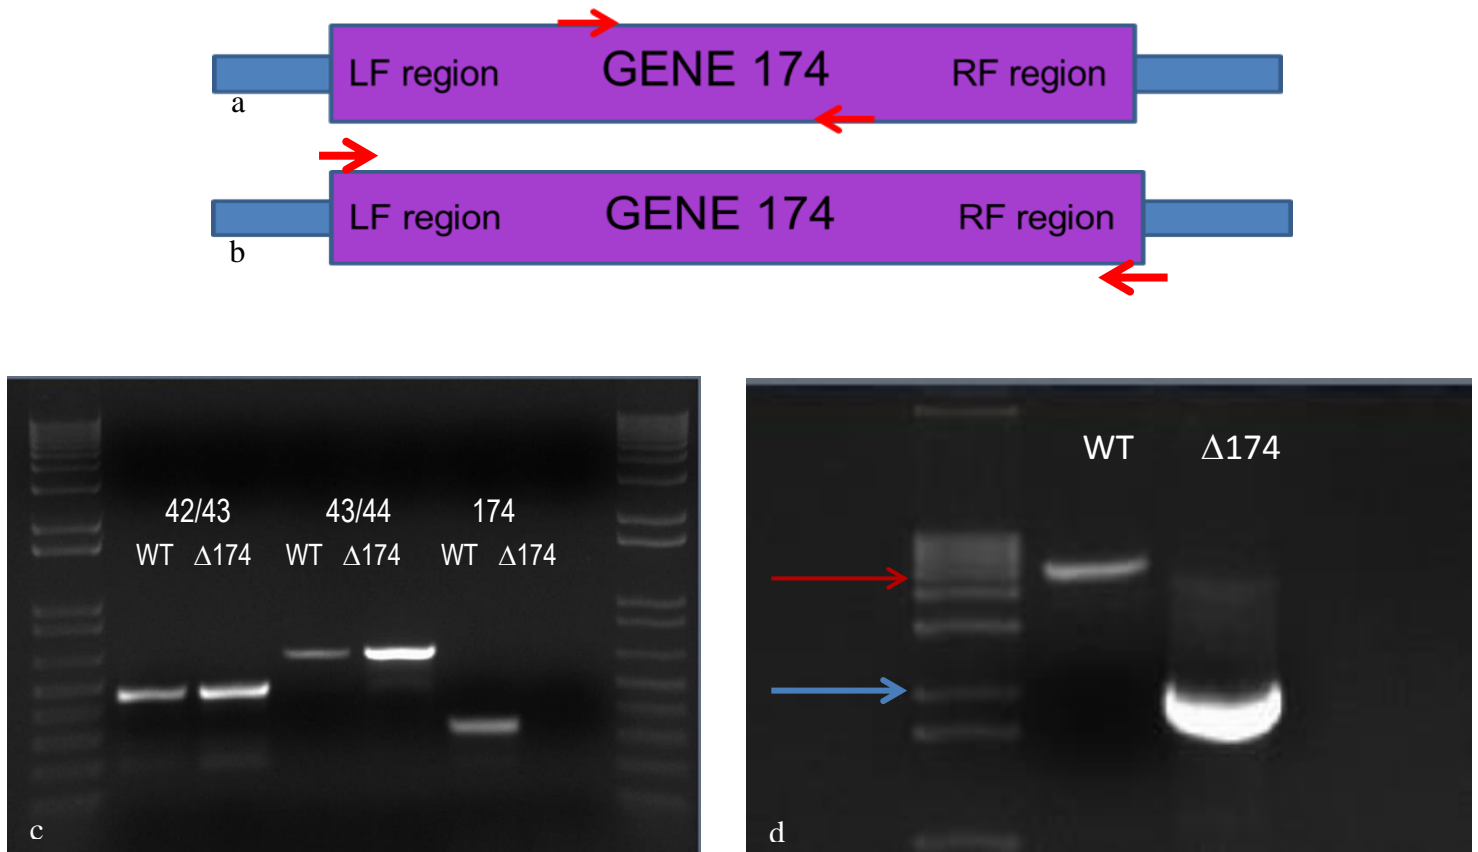 LF region GENE 174 RF region
a
LF region GENE 174 RF region
b
42/43 43/44 174
WT Δ174 WT Δ174 WT Δ174
c
WT Δ174
d